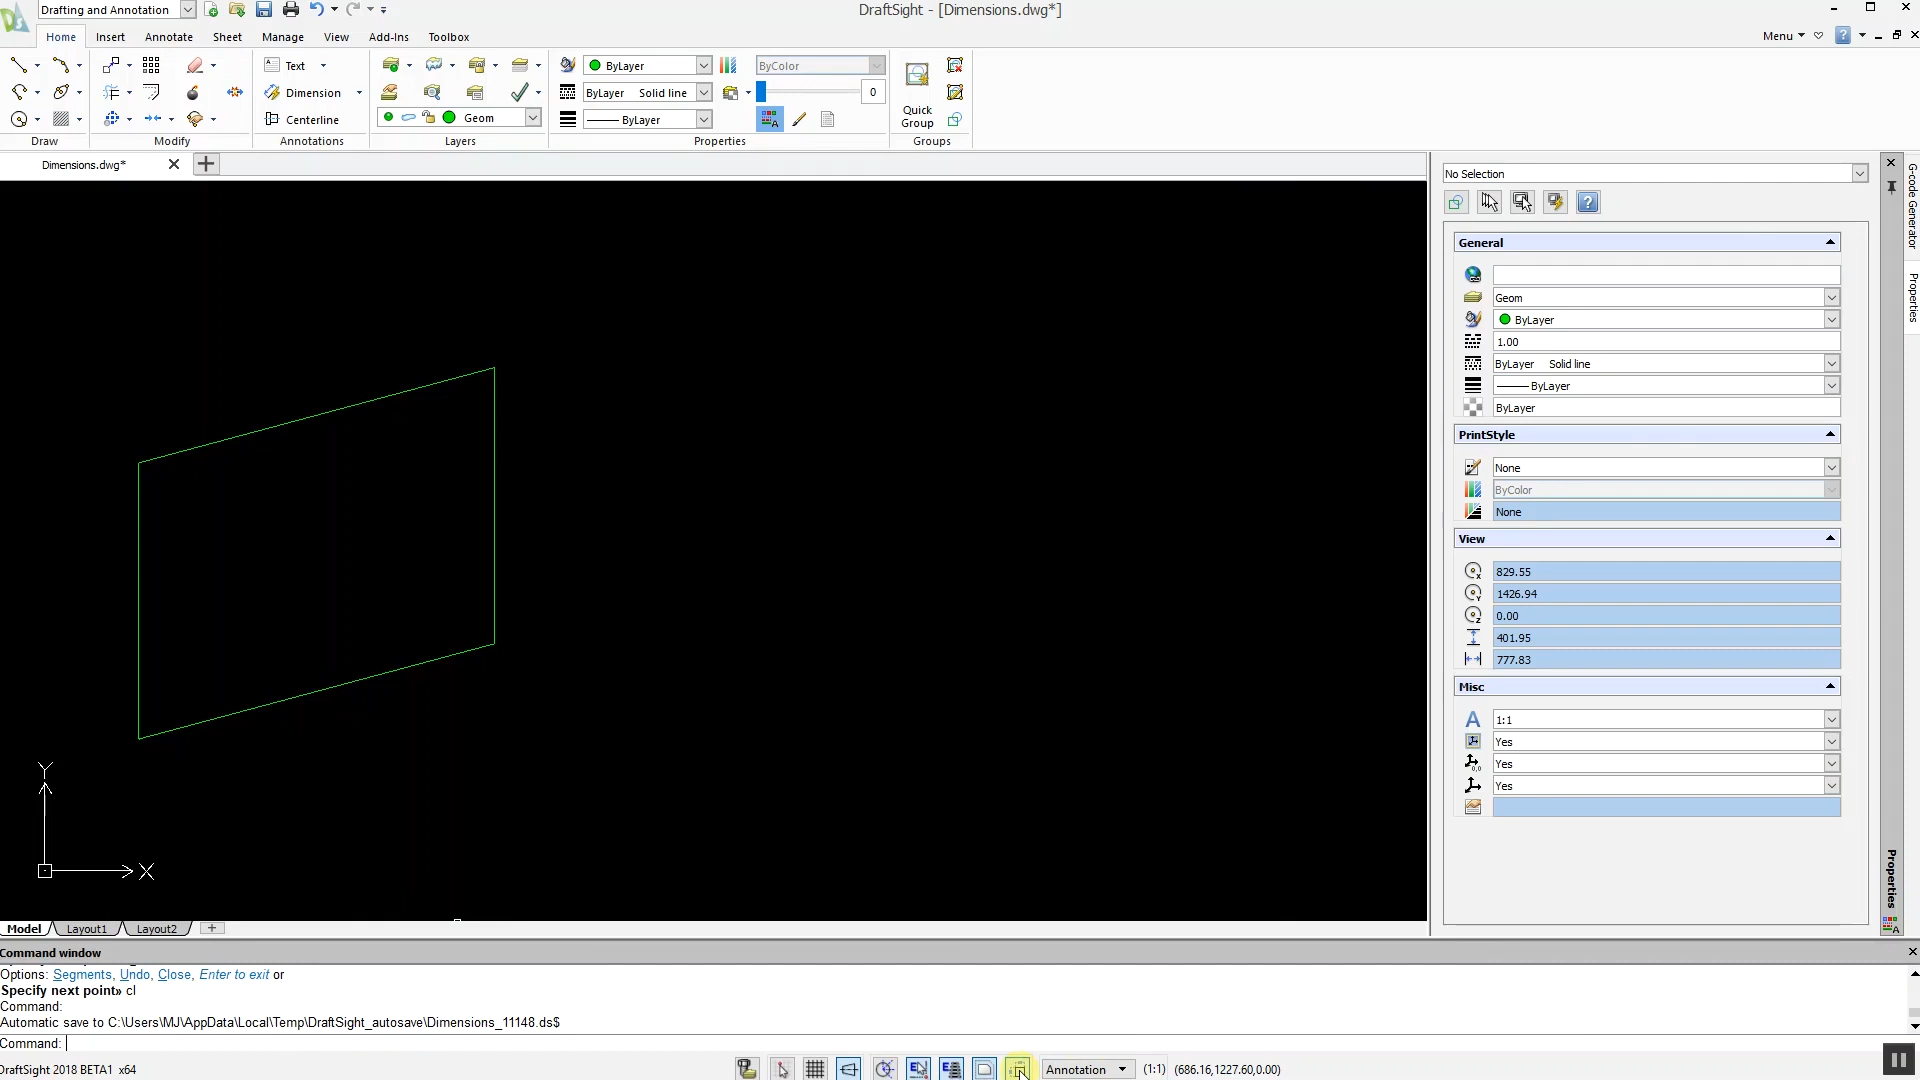 Drafting and Annotation
DraftSight - [Dimensions.dwg*]
Home Insert Annotate Sheet Manage View Add-Ins Toolbox
Menu
Text
ByLayer
ByColor
Dimension
ByLayer Solid line
0
Centerline
Geom
ByLayer
Quick
Group
Draw Modify Annotations Layers Properties Groups
Dimensions.dwg*
No Selection
General
Geom
ByLayer
1.00
ByLayer Solid line
ByLayer
ByLayer
PrintStyle
None
ByColor
None
View
829.55
1426.94
0.00
401.95
777.83
Misc
1:1
Yes
Yes
Yes
G-code Generator
Properties
Properties
Y
X
Model Layout1 Layout2
Command window
Options: Segments, Undo, Close, Enter to exit or
Specify next point» cl
Command:
Automatic save to C:\Users\MJ\AppData\Local\Temp\DraftSight_autosave\Dimensions_11148.ds$
Command:
DraftSight 2018 BETA1 x64
Annotation (1:1) (686.16,1227.60,0.00)